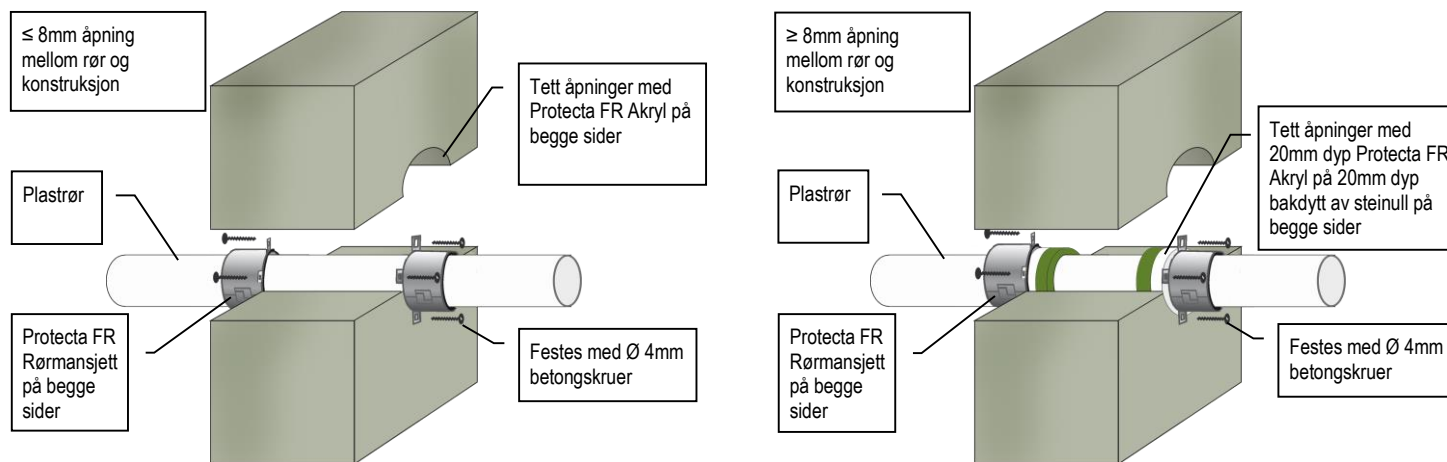 ≤ 8mm åpning
mellom rør og
konstruksjon
Tett åpninger med
Protecta FR Akryl på
begge sider
Plastrør
Protecta FR
Rørmansjett
på begge
sider
Festes med Ø 4mm
betongskruer
≥ 8mm åpning
mellom rør og
konstruksjon
Tett åpninger med
20mm dyp Protecta FR
Akryl på 20mm dyp
bakdytt av steinull på
begge sider
Plastrør
Protecta FR
Rørmansjett
på begge
sider
Festes med Ø 4mm
betongskruer